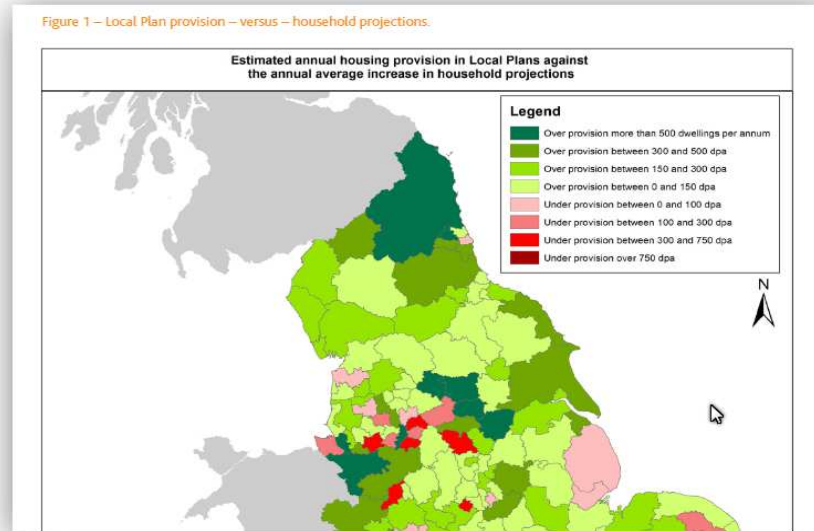 Figure 1 – Local Plan provision – versus – household projections.
Estimated annual housing provision in Local Plans against
the annual average increase in household projections
Legend
Over provision more than 500 dwellings per annum
Over provision between 300 and 500 dpa
Over provision between 150 and 300 dpa
Over provision between 0 and 150 dpa
Under provision between 0 and 100 dpa
Under provision between 100 and 300 dpa
Under provision between 300 and 750 dpa
Under provision over 750 dpa
N